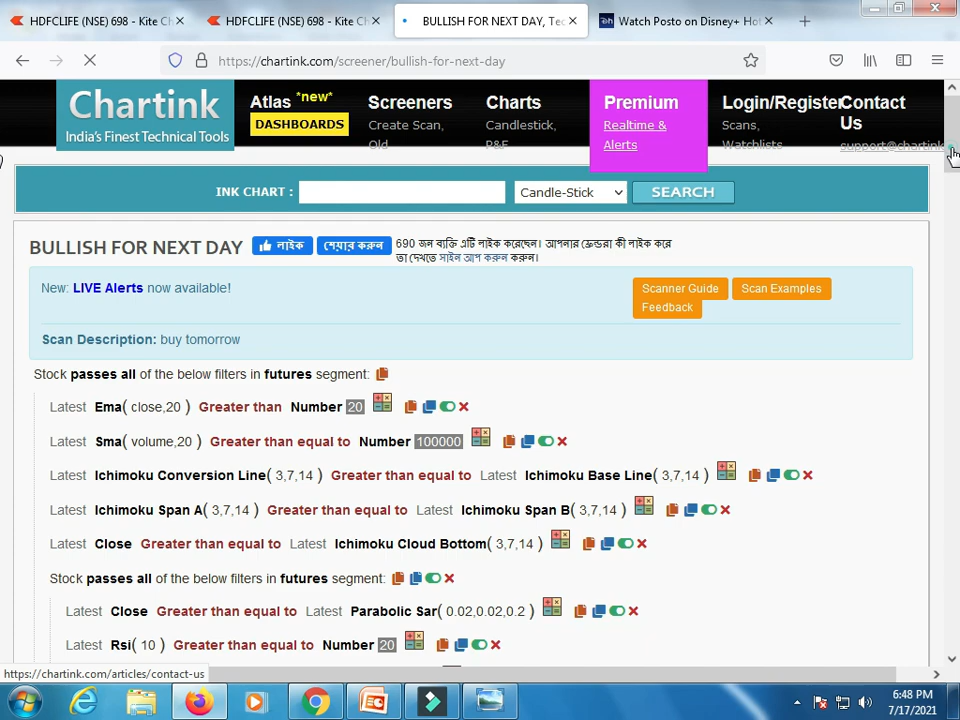 HDFCLIFE (NSE) 698 - Kite Ch
HDFCLIFE (NSE) 698 - Kite Ch
BULLISH FOR NEXT DAY, Tec
Watch Posto on Disney+ Hot
https://chartink.com/screener/bullish-for-next-day
Chartink
India's Finest Technical Tools
Atlas *new*
DASHBOARDS
Screeners
Create Scan,
Old
Charts
Candlestick,
P&F
Premium
Realtime &
Alerts
Login/Register
Scans,
Watchlists
Contact
Us
support@chartink
INK CHART :
Candle-Stick
SEARCH
BULLISH FOR NEXT DAY
লাইক
শেয়ার করুন
690 জন ব্যক্তি এটি লাইক করেছেন। আপনার ফ্রেন্ডরা কী লাইক করে
তা দেখতে সাইন আপ করুন করুন।
New: LIVE Alerts now available!
Scanner Guide
Scan Examples
Feedback
Scan Description: buy tomorrow
Stock passes all of the below filters in futures segment:
Latest Ema( close,20 ) Greater than Number 20
Latest Sma( volume,20 ) Greater than equal to Number 100000
Latest Ichimoku Conversion Line( 3,7,14 ) Greater than equal to Latest Ichimoku Base Line( 3,7,14 )
Latest Ichimoku Span A( 3,7,14 ) Greater than equal to Latest Ichimoku Span B( 3,7,14 )
Latest Close Greater than equal to Latest Ichimoku Cloud Bottom( 3,7,14 )
Stock passes all of the below filters in futures segment:
Latest Close Greater than equal to Latest Parabolic Sar( 0.02,0.02,0.2 )
Latest Rsi( 10 ) Greater than equal to Number 20
https://chartink.com/articles/contact-us
6:48 PM
7/17/2021